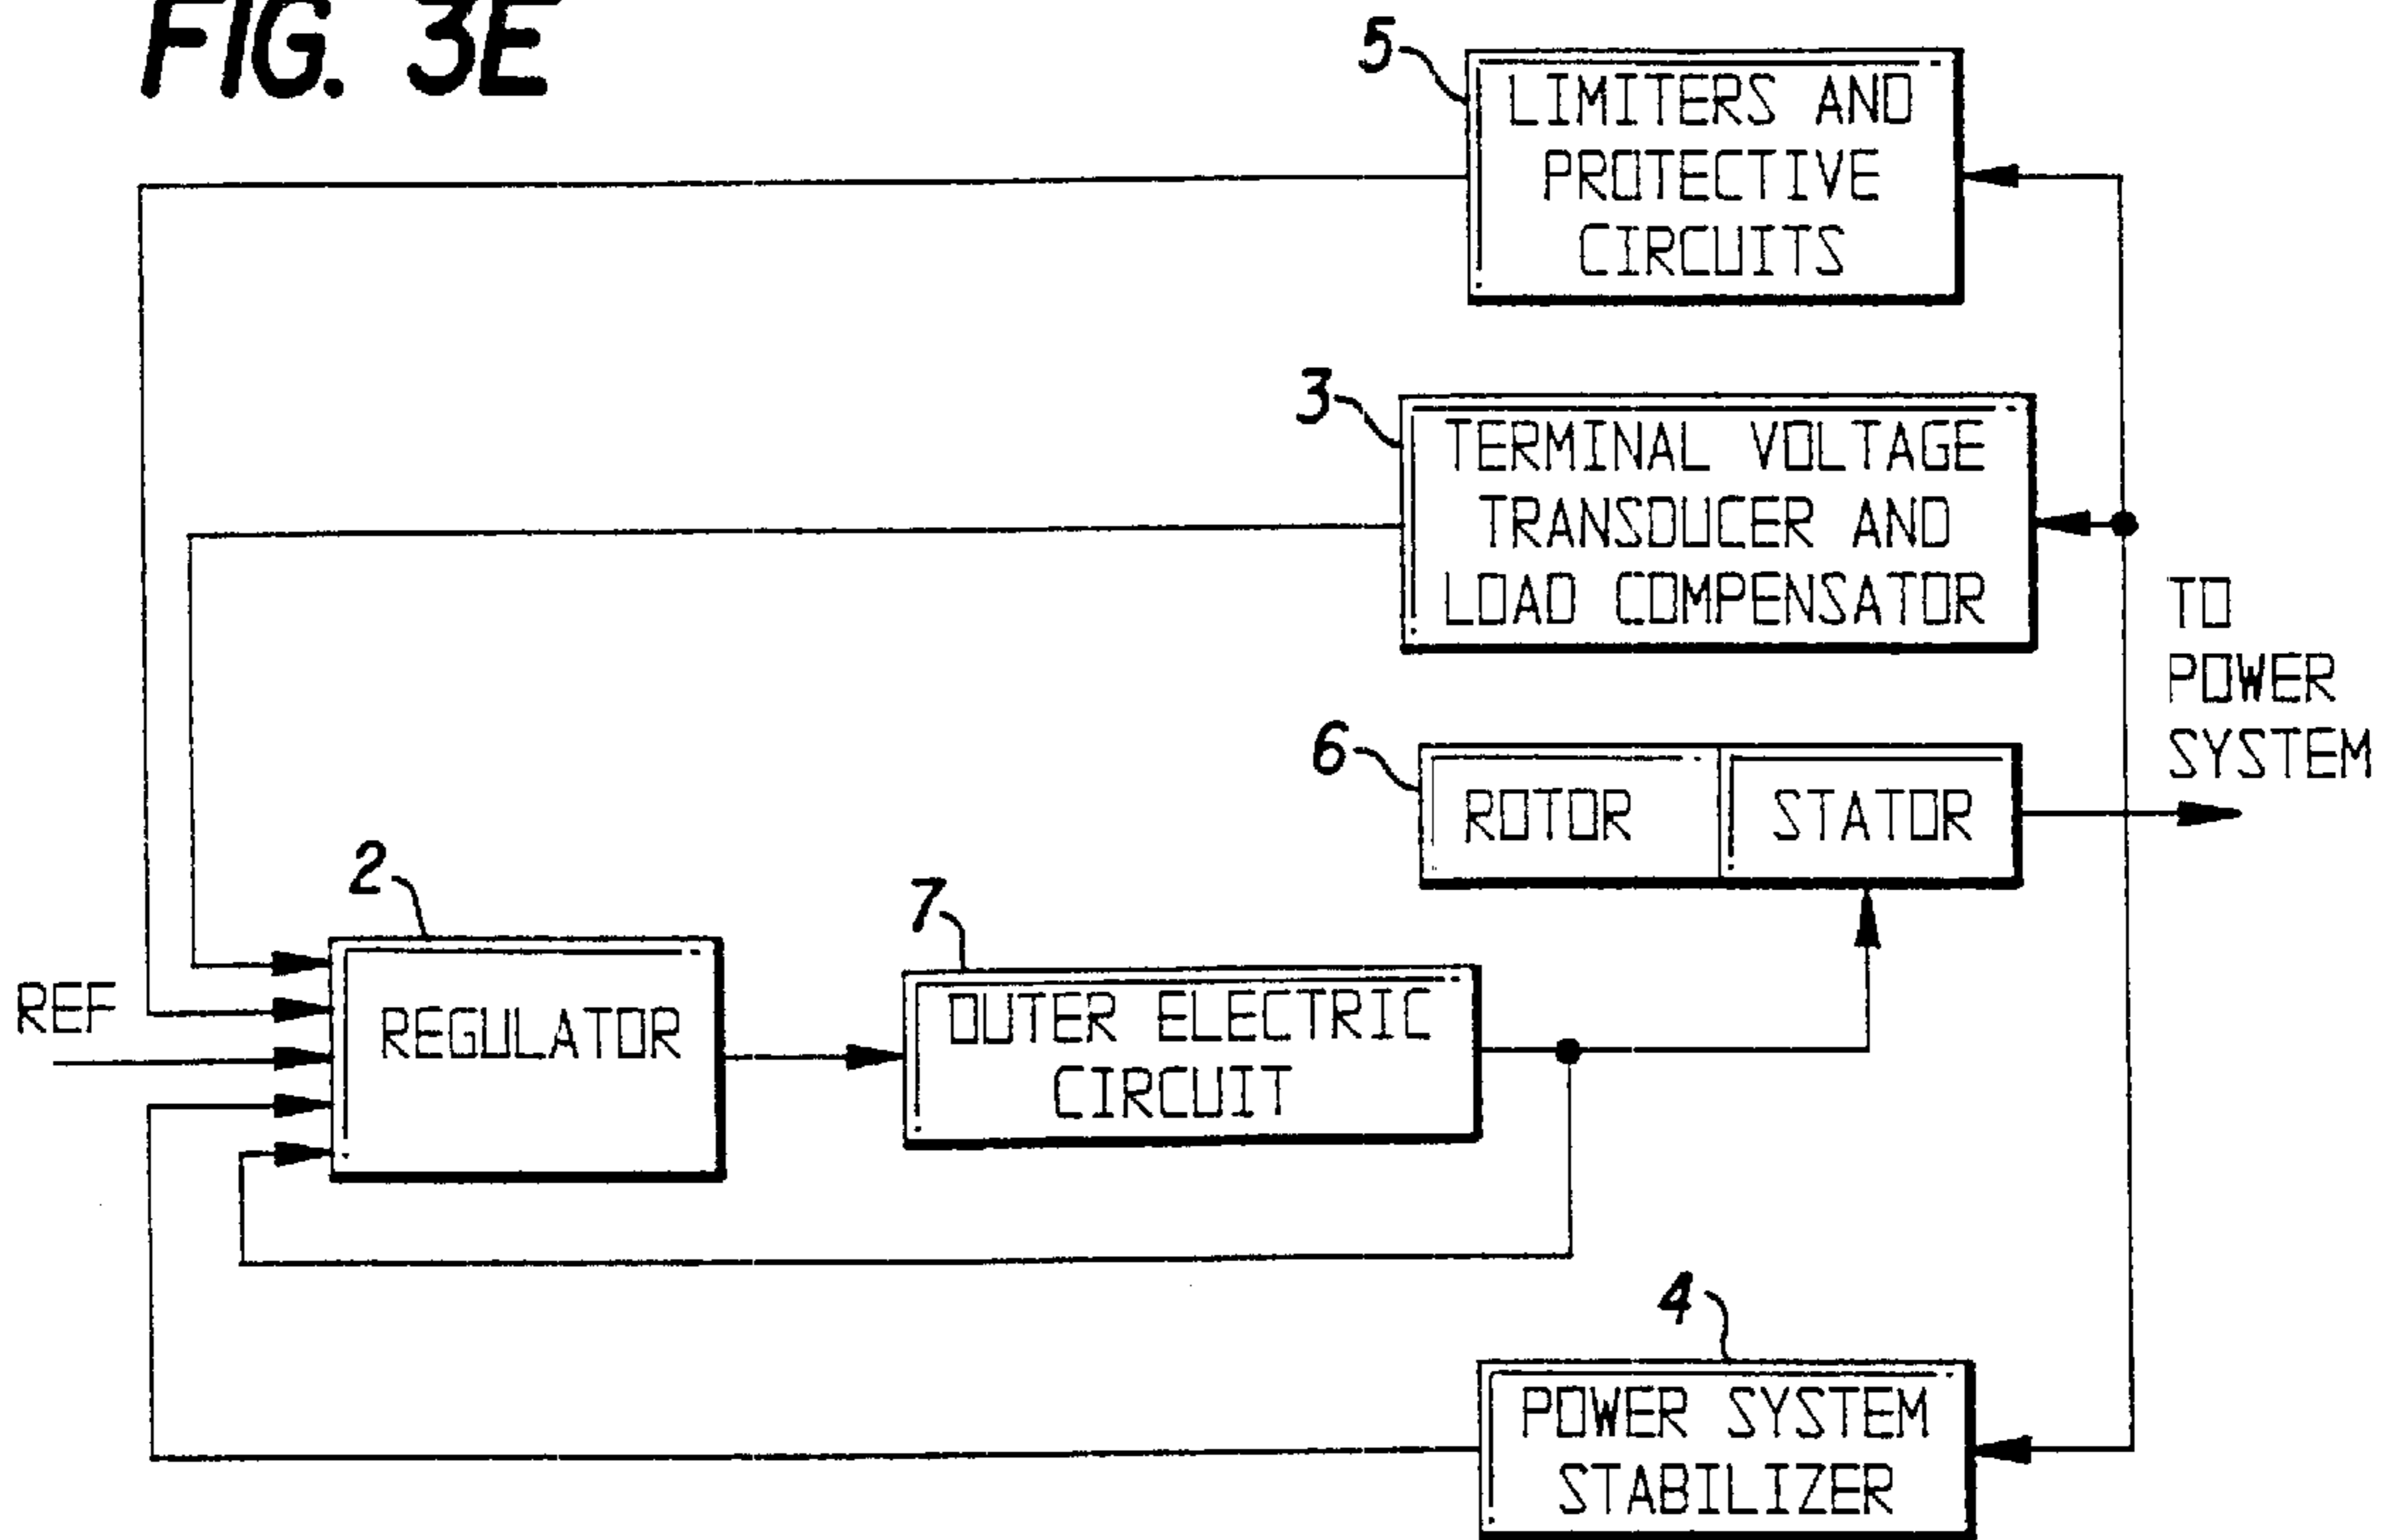 FIG. 3E
5
LIMITERS AND
PROTECTIVE
CIRCUITS
3
TERMINAL VOLTAGE
TRANSDUCER AND
LOAD COMPENSATOR
TO
POWER
SYSTEM
6
ROTOR
STATOR
2
7
REF
REGULATOR
OUTER ELECTRIC
CIRCUIT
4
POWER SYSTEM
STABILIZER